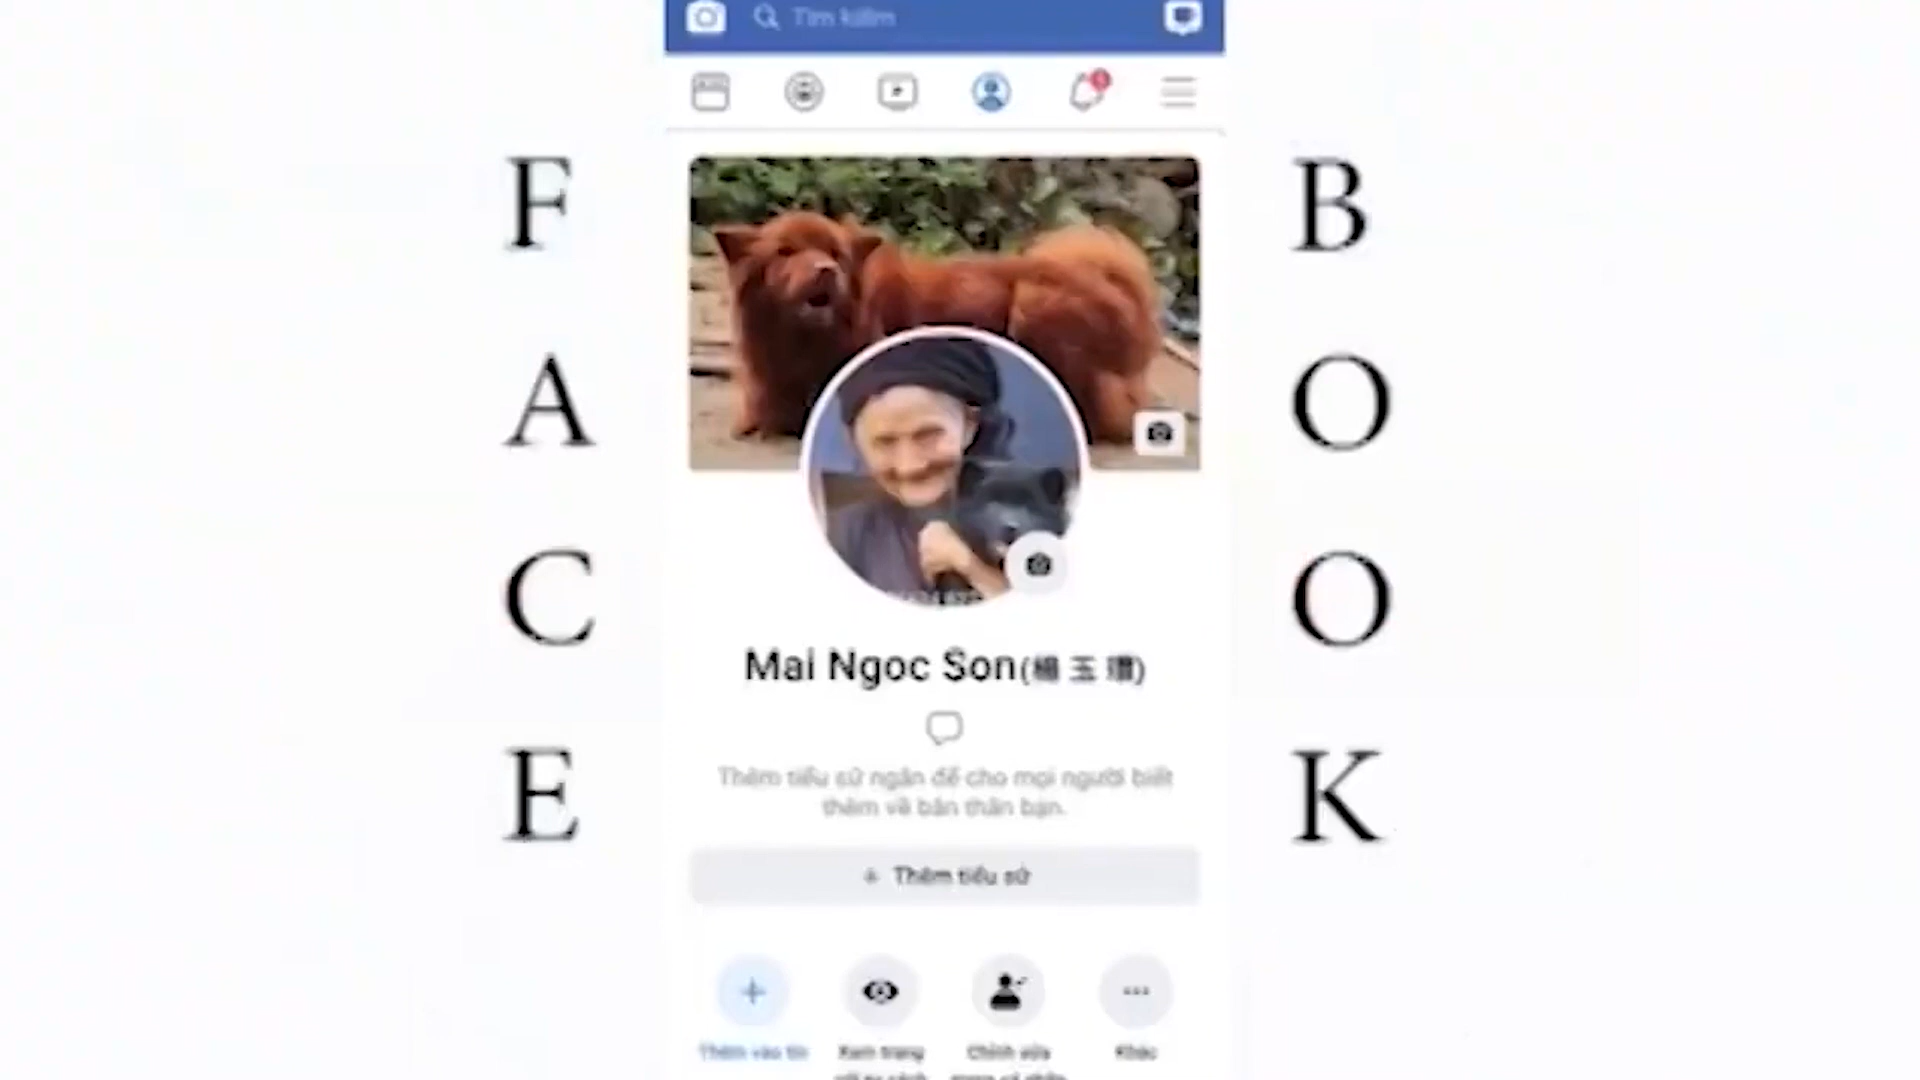 Tìm kiếm
F
A
C
E
B
O
O
K
Mai Ngoc Son
Thêm tiểu sử ngắn để cho mọi người biết
thêm về bản thân bạn.
+ Thêm tiểu sử
Thêm vào tin
Xem trang
Chỉnh sửa
Khác